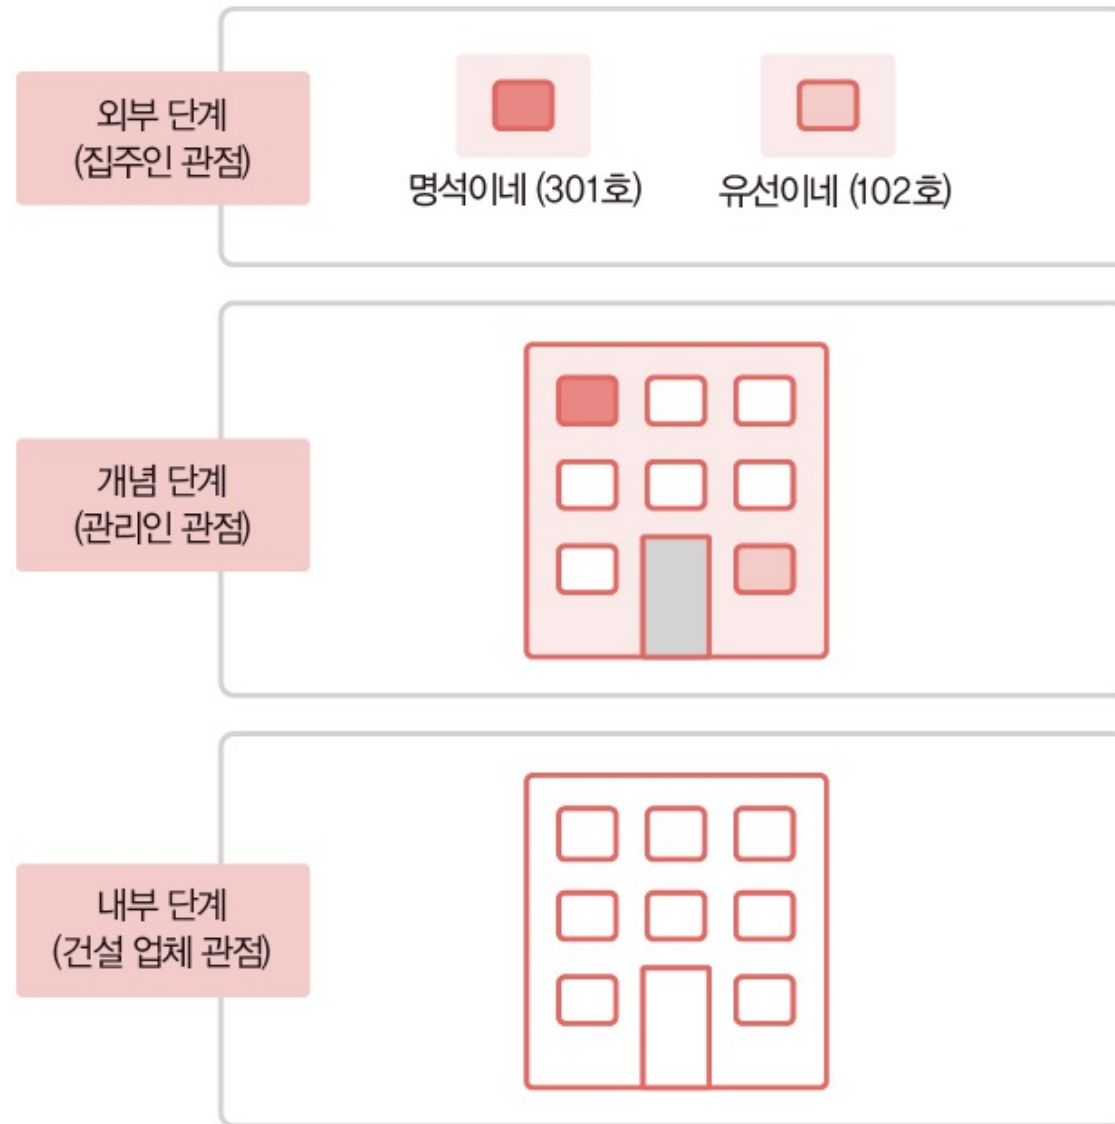 외부 단계
(집주인 관점)
명석이네 (301호)
유선이네 (102호)
개념 단계
(관리인 관점)
내부 단계
(건설 업체 관점)